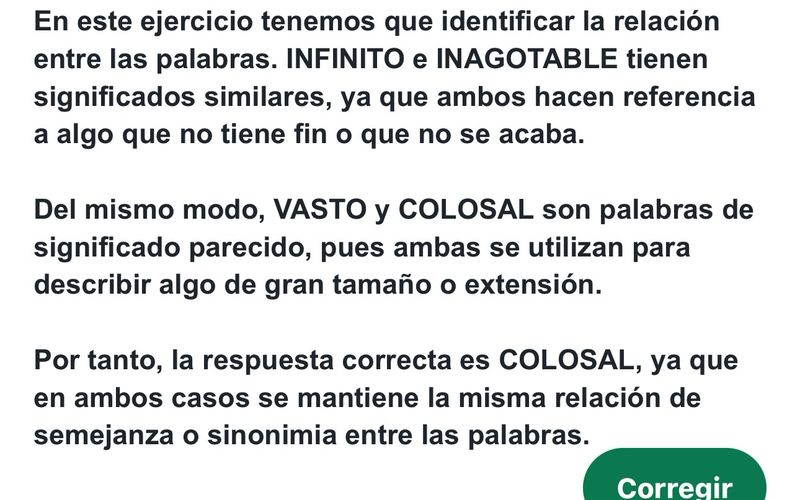 En este ejercicio tenemos que identificar la relación
entre las palabras. INFINITO e INAGOTABLE tienen
significados similares, ya que ambos hacen referencia
a algo que no tiene fin o que no se acaba.
Del mismo modo, VASTO y COLOSAL son palabras de
significado parecido, pues ambas se utilizan para
describir algo de gran tamaño o extensión.
Por tanto, la respuesta correcta es COLOSAL, ya que
en ambos casos se mantiene la misma relación de
semejanza o sinonimia entre las palabras.
Corregir